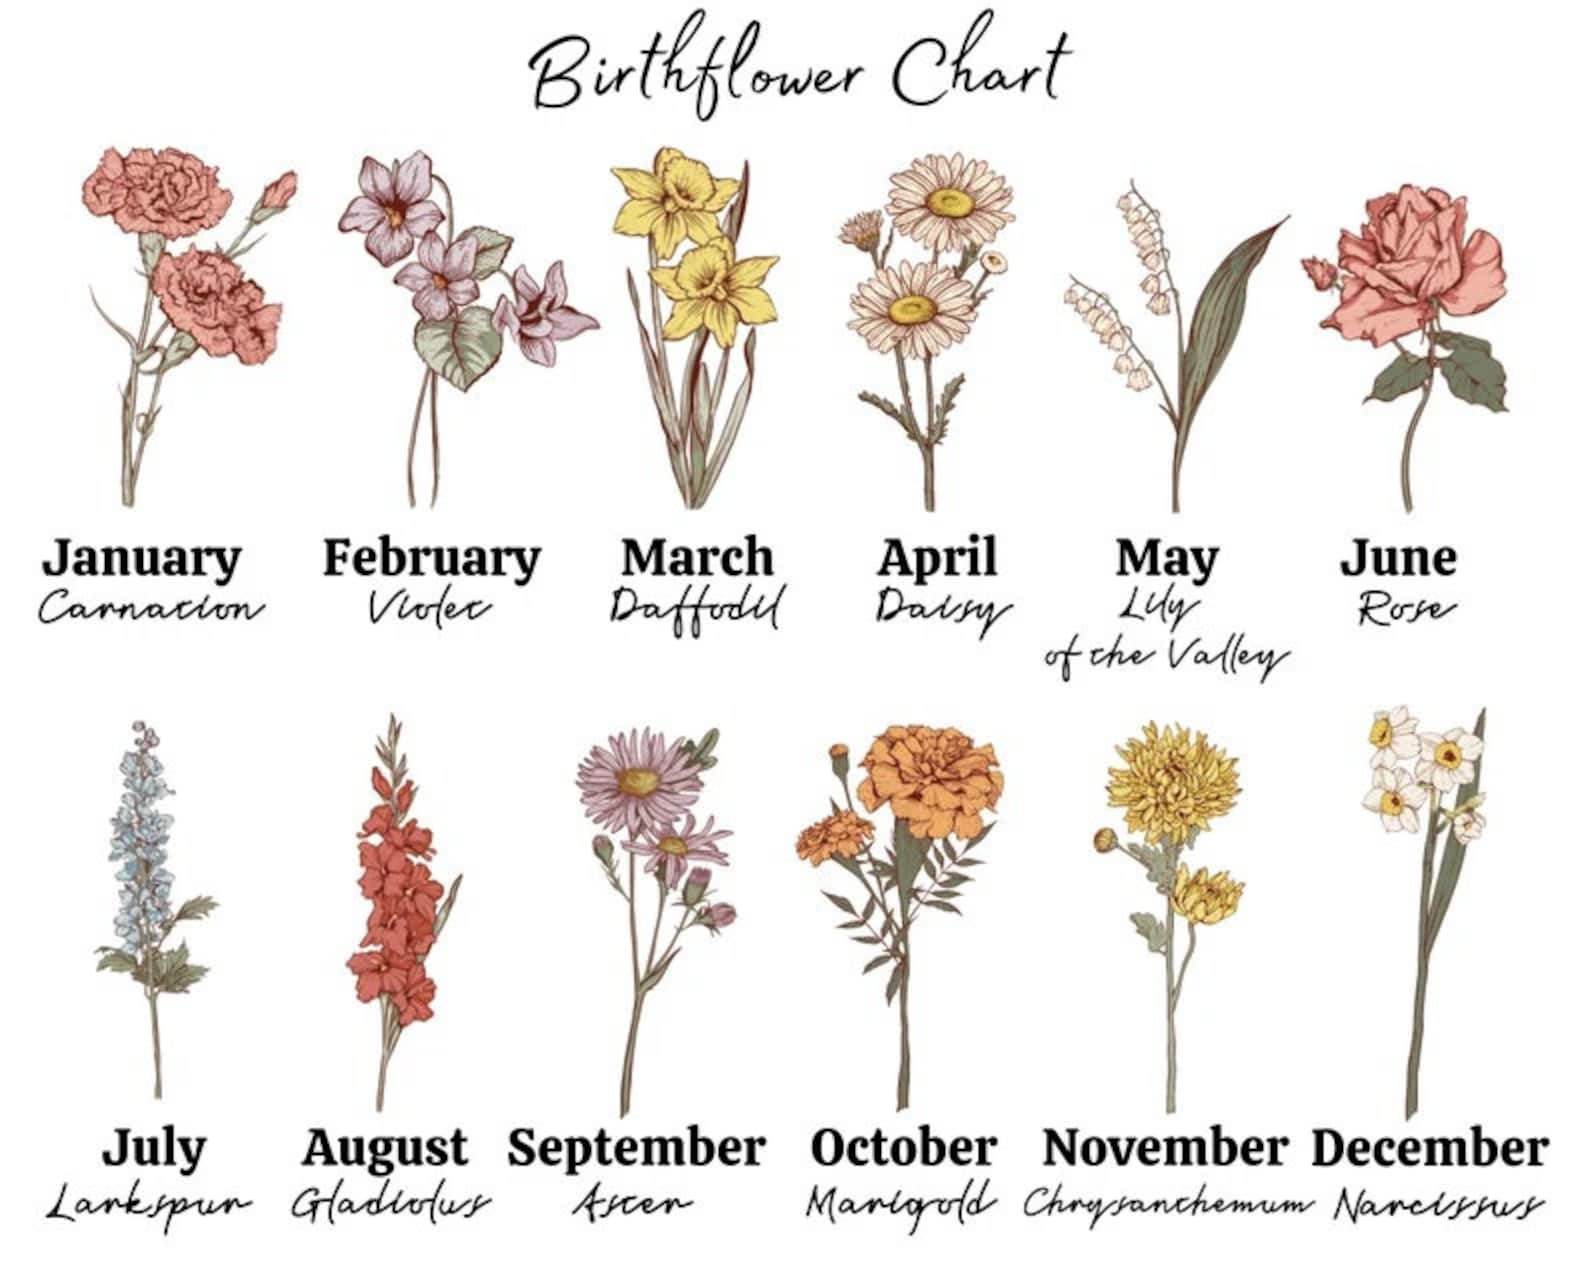 Birthflower Chart
January
Carnation
February
Violet
March
Daffodil
April
Daisy
May
Lily
of the Valley
June
Rose
July
Larkspur
August
Gladiolus
September
Aster
October
Marigold
November
Chrysanthemum
December
Narcissus